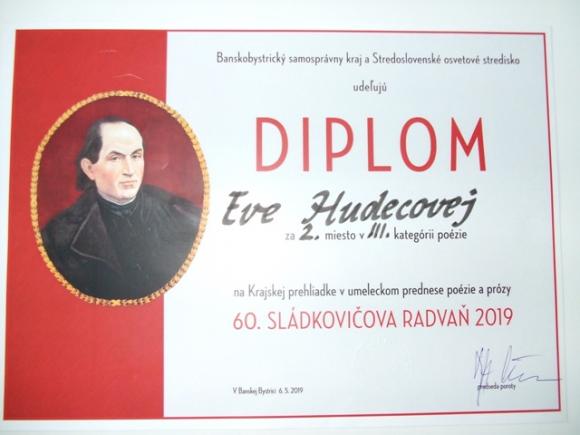 Banskobystrický samosprávny kraj a Stredoslovenské osvetové stredisko
udeľujú
DIPLOM
Eve Hudecovej
za 2. miesto v III. kategórii poézie
na Krajskej prehliadke v umeleckom prednese poézie a prózy
60. SLÁDKOVIČOVA RADVAŇ 2019
V Banskej Bystrici 6. 5. 2019
predseda poroty